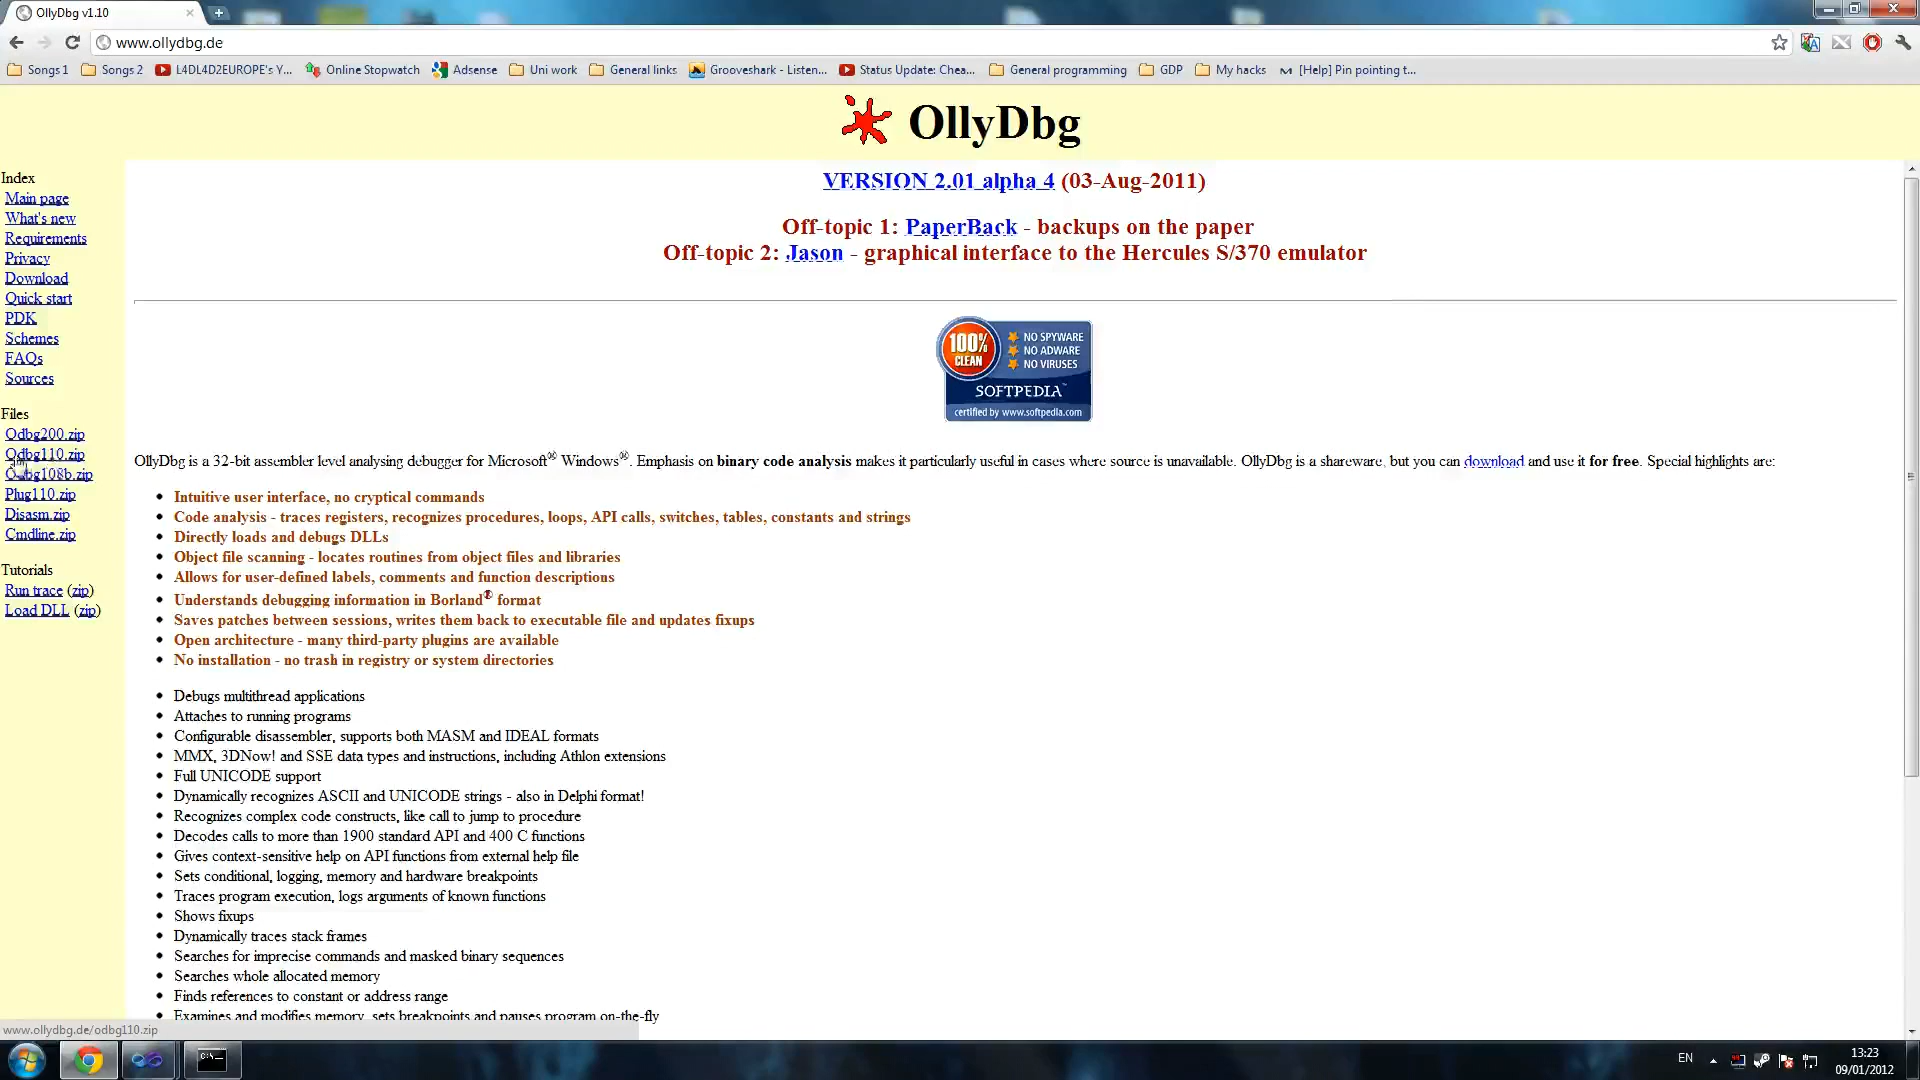 OllyDbg v1.10
www.ollydbg.de
Songs 1
Songs 2
L4DL4D2EUROPE's Y...
Online Stopwatch
Adsense
Uni work
General links
Grooveshark - Listen...
Status Update: Chea...
General programming
GDP
My hacks
[Help] Pin pointing t...
OllyDbg
Index
Main page
What's new
Requirements
Privacy
Download
Quick start
PDK
Schemes
FAQs
Sources
Files
Odbg200.zip
Odbg110.zip
Odbg108b.zip
Plug110.zip
Disasm.zip
Cmdline.zip
Tutorials
Run trace (zip)
Load DLL (zip)
VERSION 2.01 alpha 4 (03-Aug-2011)
Off-topic 1: PaperBack - backups on the paper
Off-topic 2: Jason - graphical interface to the Hercules S/370 emulator
100%
CLEAN
NO SPYWARE
NO ADWARE
NO VIRUSES
SOFTPEDIA™
certified by www.softpedia.com
OllyDbg is a 32-bit assembler level analysing debugger for Microsoft® Windows®. Emphasis on binary code analysis makes it particularly useful in cases where source is unavailable. OllyDbg is a shareware, but you can download and use it for free. Special highlights are:
Intuitive user interface, no cryptical commands
Code analysis - traces registers, recognizes procedures, loops, API calls, switches, tables, constants and strings
Directly loads and debugs DLLs
Object file scanning - locates routines from object files and libraries
Allows for user-defined labels, comments and function descriptions
Understands debugging information in Borland® format
Saves patches between sessions, writes them back to executable file and updates fixups
Open architecture - many third-party plugins are available
No installation - no trash in registry or system directories
Debugs multithread applications
Attaches to running programs
Configurable disassembler, supports both MASM and IDEAL formats
MMX, 3DNow! and SSE data types and instructions, including Athlon extensions
Full UNICODE support
Dynamically recognizes ASCII and UNICODE strings - also in Delphi format!
Recognizes complex code constructs, like call to jump to procedure
Decodes calls to more than 1900 standard API and 400 C functions
Gives context-sensitive help on API functions from external help file
Sets conditional, logging, memory and hardware breakpoints
Traces program execution, logs arguments of known functions
Shows fixups
Dynamically traces stack frames
Searches for imprecise commands and masked binary sequences
Searches whole allocated memory
Finds references to constant or address range
Examines and modifies memory, sets breakpoints and pauses program on-the-fly
www.ollydbg.de/odbg110.zip
EN
13:23
09/01/2012